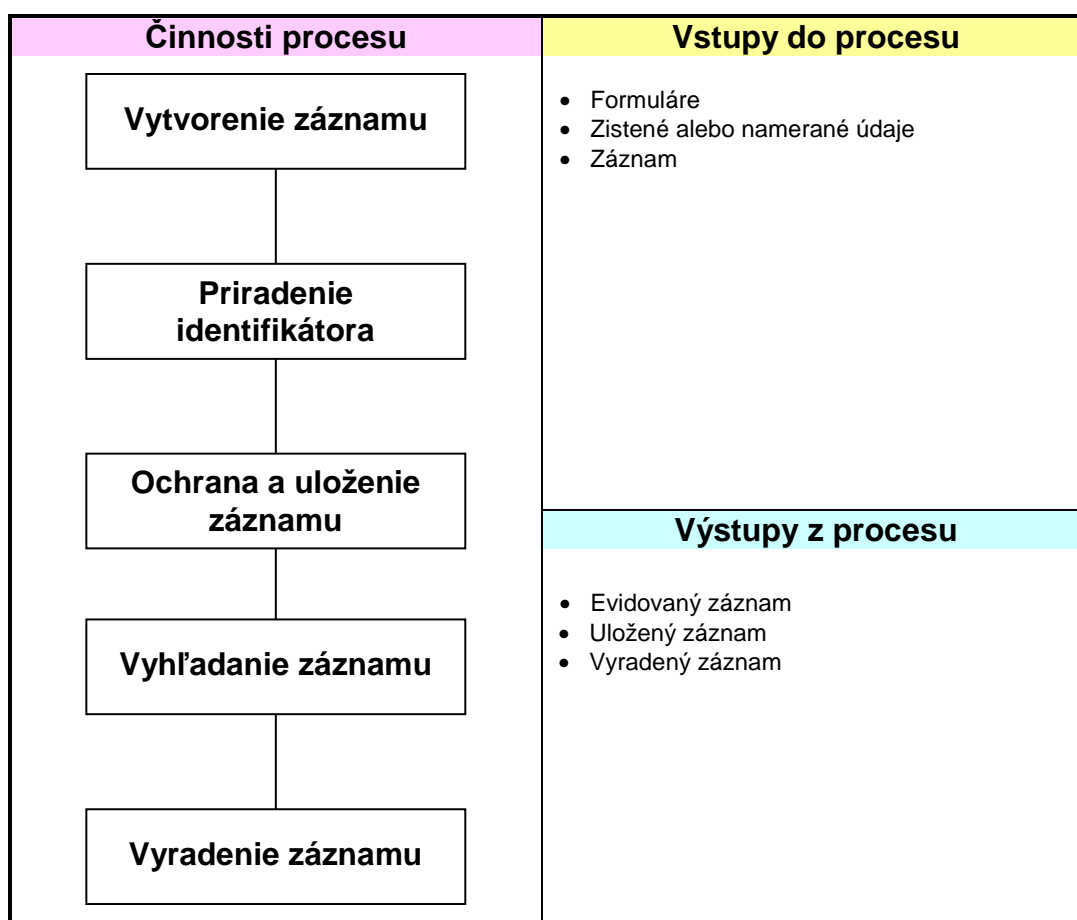 Činnosti procesu
Vytvorenie záznamu
Priradenie
identifikátora
Ochrana a uloženie
záznamu
Vyhľadanie záznamu
Vyradenie záznamu
Vstupy do procesu
• Formuláre
• Zistené alebo namerané údaje
• Záznam
Výstupy z procesu
• Evidovaný záznam
• Uložený záznam
• Vyradený záznam